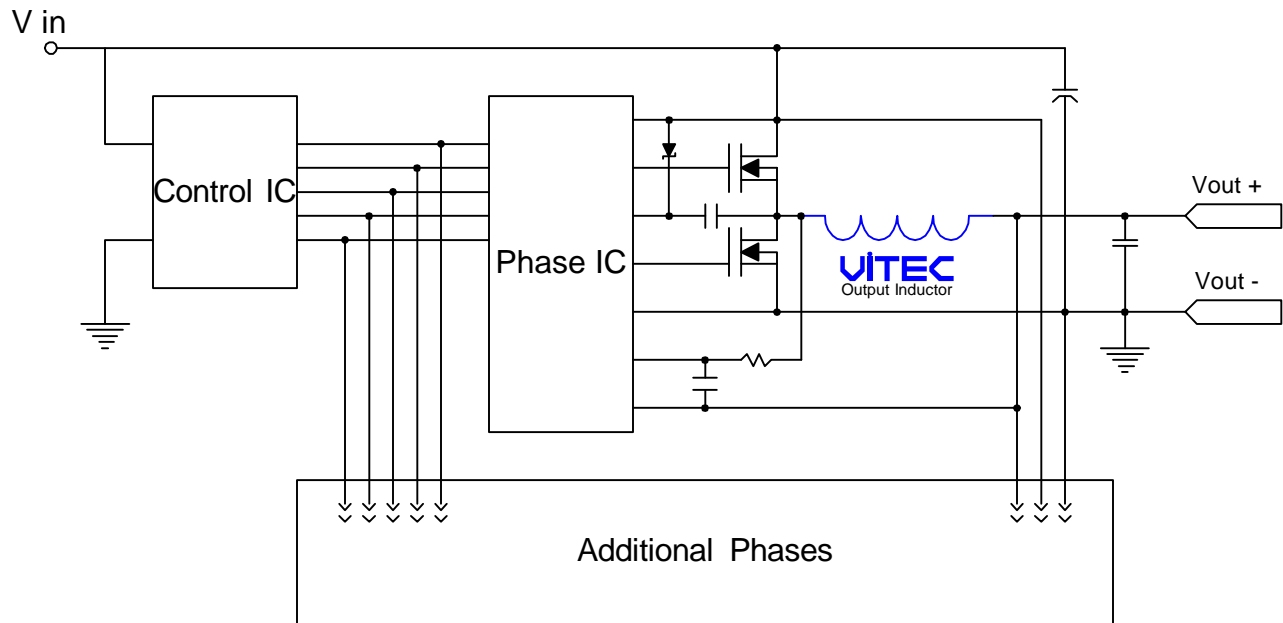 V in
Control IC
Phase IC
Vout +
ViTEC
Output Inductor
Vout -
Additional Phases